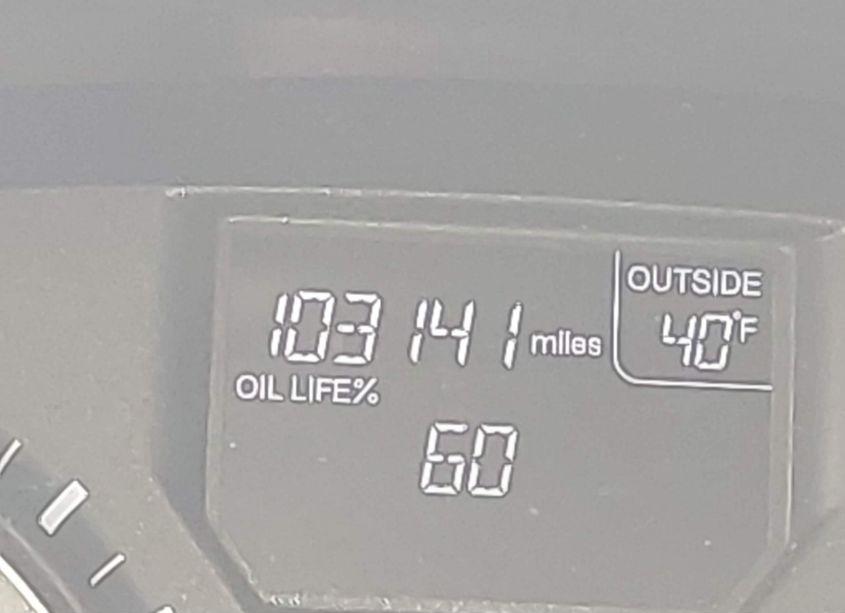 OUTSIDE
103141 miles 40°F
OIL LIFE%
60